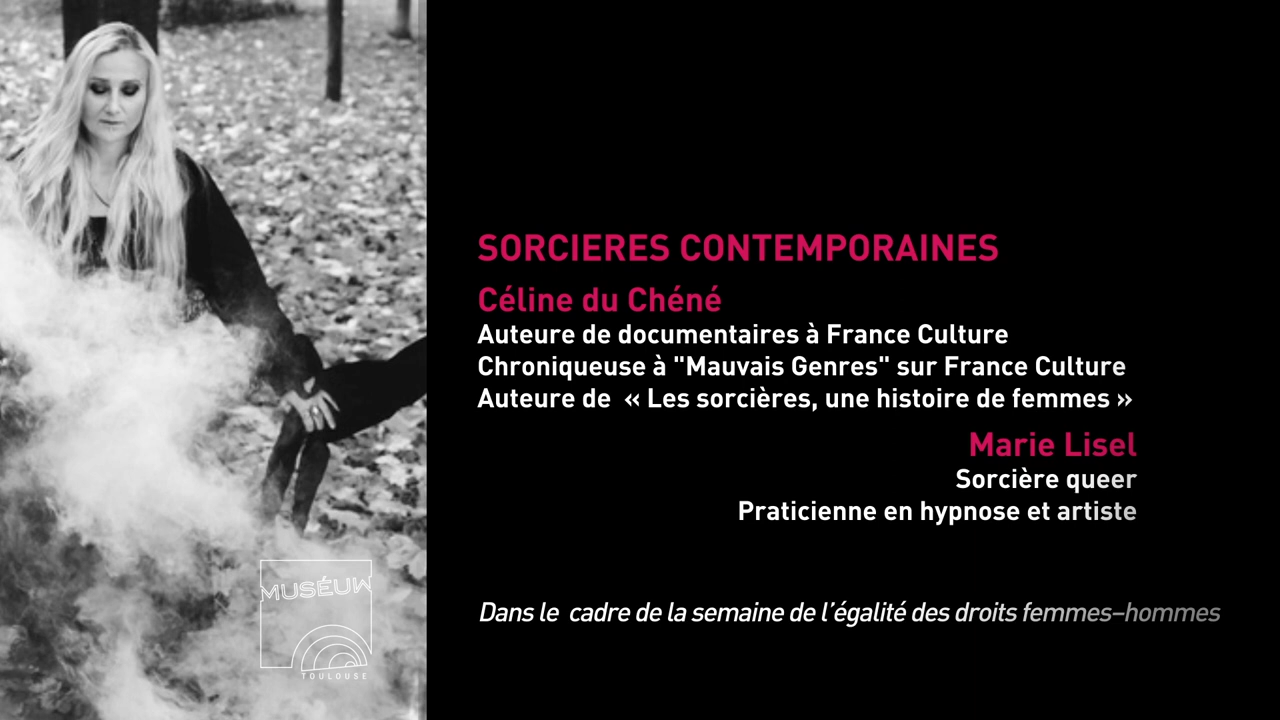 SORCIERES CONTEMPORAINES
Céline du Chéné
Auteure de documentaires à France Culture
Chroniqueuse à "Mauvais Genres" sur France Culture
Auteure de « Les sorcières, une histoire de femmes »
Marie Lisel
Sorcière queer
Praticienne en hypnose et artiste
Dans le cadre de la semaine de l'égalité des droits femmes–hommes
MUSÉUM
TOULOUSE